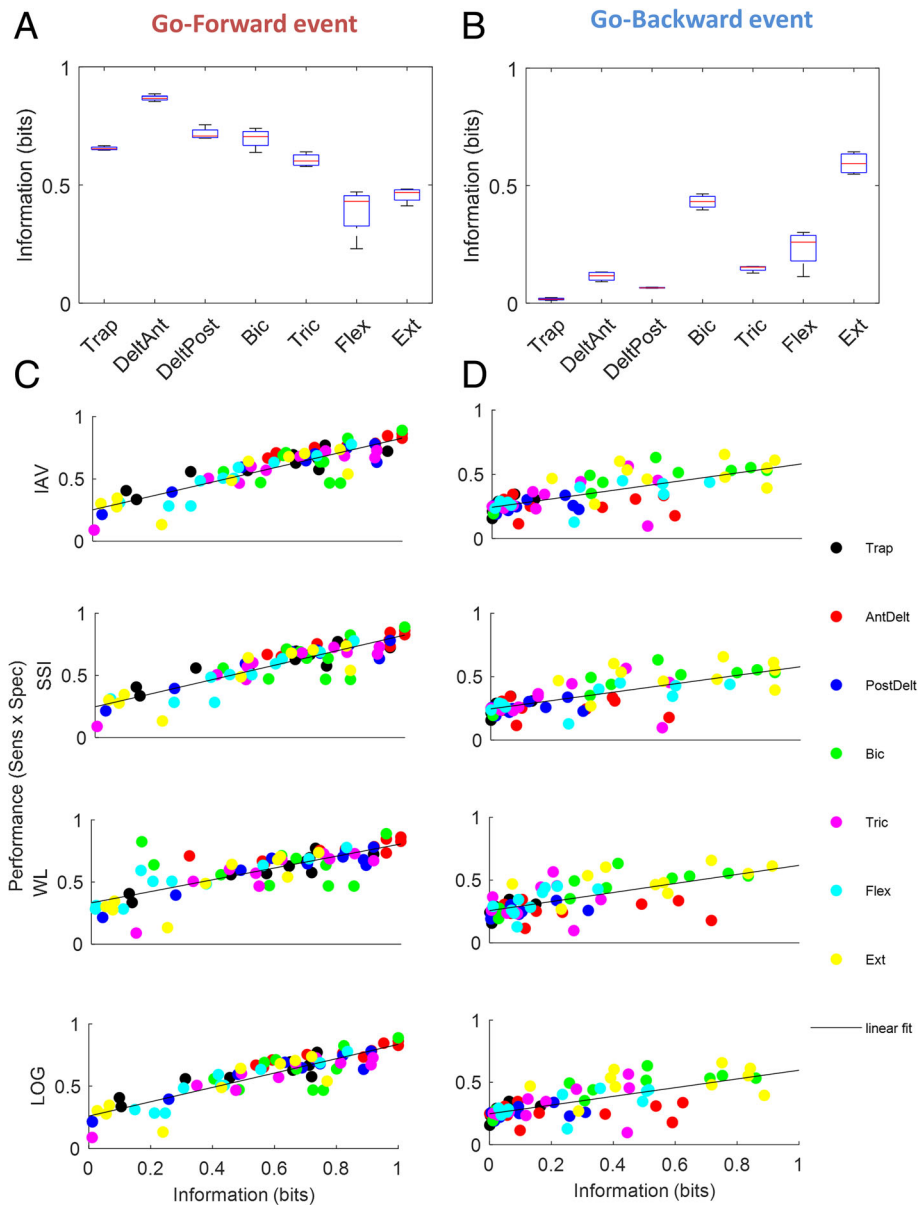 A
Go-Forward event
B
Go-Backward event
1
0.5
0
Information (bits)
Trap
DeltAnt
DeltPost
Bic
Tric
Flex
Ext
1
0.5
0
Information (bits)
Trap
DeltAnt
DeltPost
Bic
Tric
Flex
Ext
C
D
Performance (Sens x Spec)
IAV
1
0.5
0
1
0.5
0
SSI
1
0.5
0
1
0.5
0
WL
1
0.5
0
1
0.5
0
LOG
1
0.5
0
0 0.2 0.4 0.6 0.8 1
Information (bits)
1
0.5
0
0 0.2 0.4 0.6 0.8 1
Information (bits)
Trap
AntDelt
PostDelt
Bic
Tric
Flex
Ext
linear fit